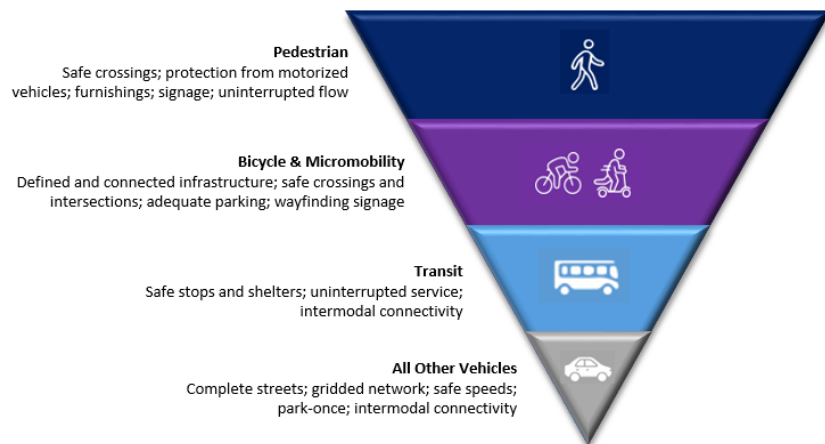 Pedestrian
Safe crossings; protection from motorized
vehicles; furnishings; signage; uninterrupted flow
Bicycle & Micromobility
Defined and connected infrastructure; safe crossings and
intersections; adequate parking; wayfinding signage
Transit
Safe stops and shelters; uninterrupted service;
intermodal connectivity
All Other Vehicles
Complete streets; gridded network; safe speeds;
park-once; intermodal connectivity